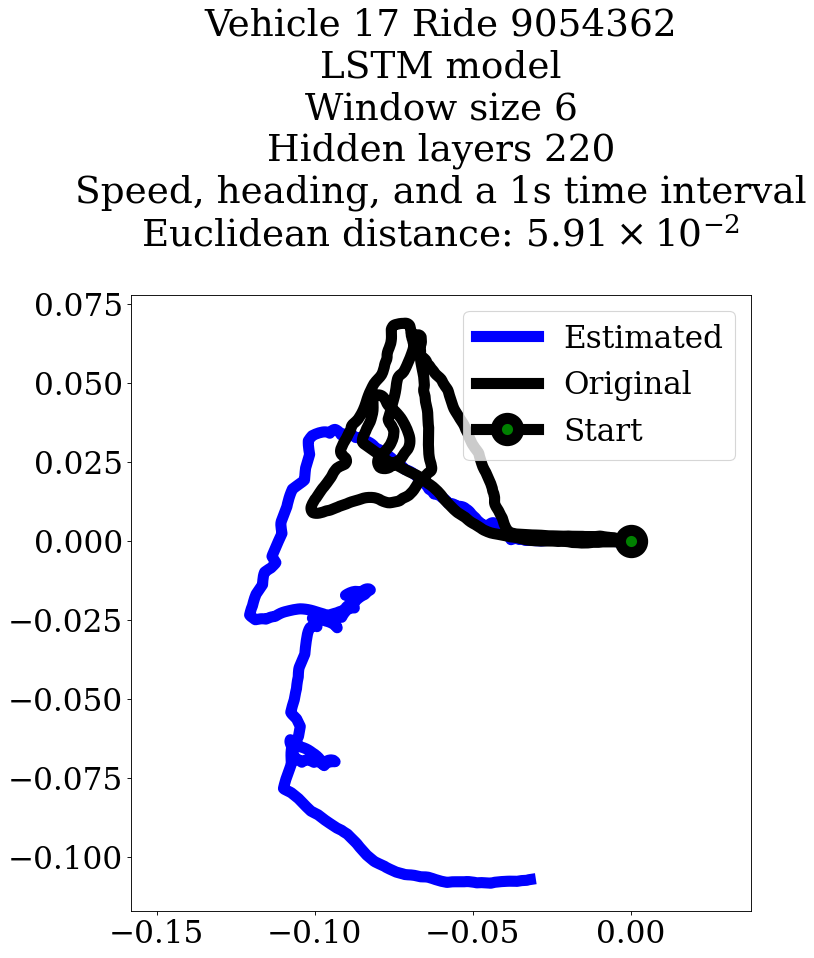 Vehicle 17 Ride 9054362
LSTM model
Window size 6
Hidden layers 220
Speed, heading, and a 1s time interval
Euclidean distance: 5.91 × 10⁻²
Estimated
Original
Start
0.075
0.050
0.025
0.000
−0.025
−0.050
−0.075
−0.100
−0.15
−0.10
−0.05
0.00